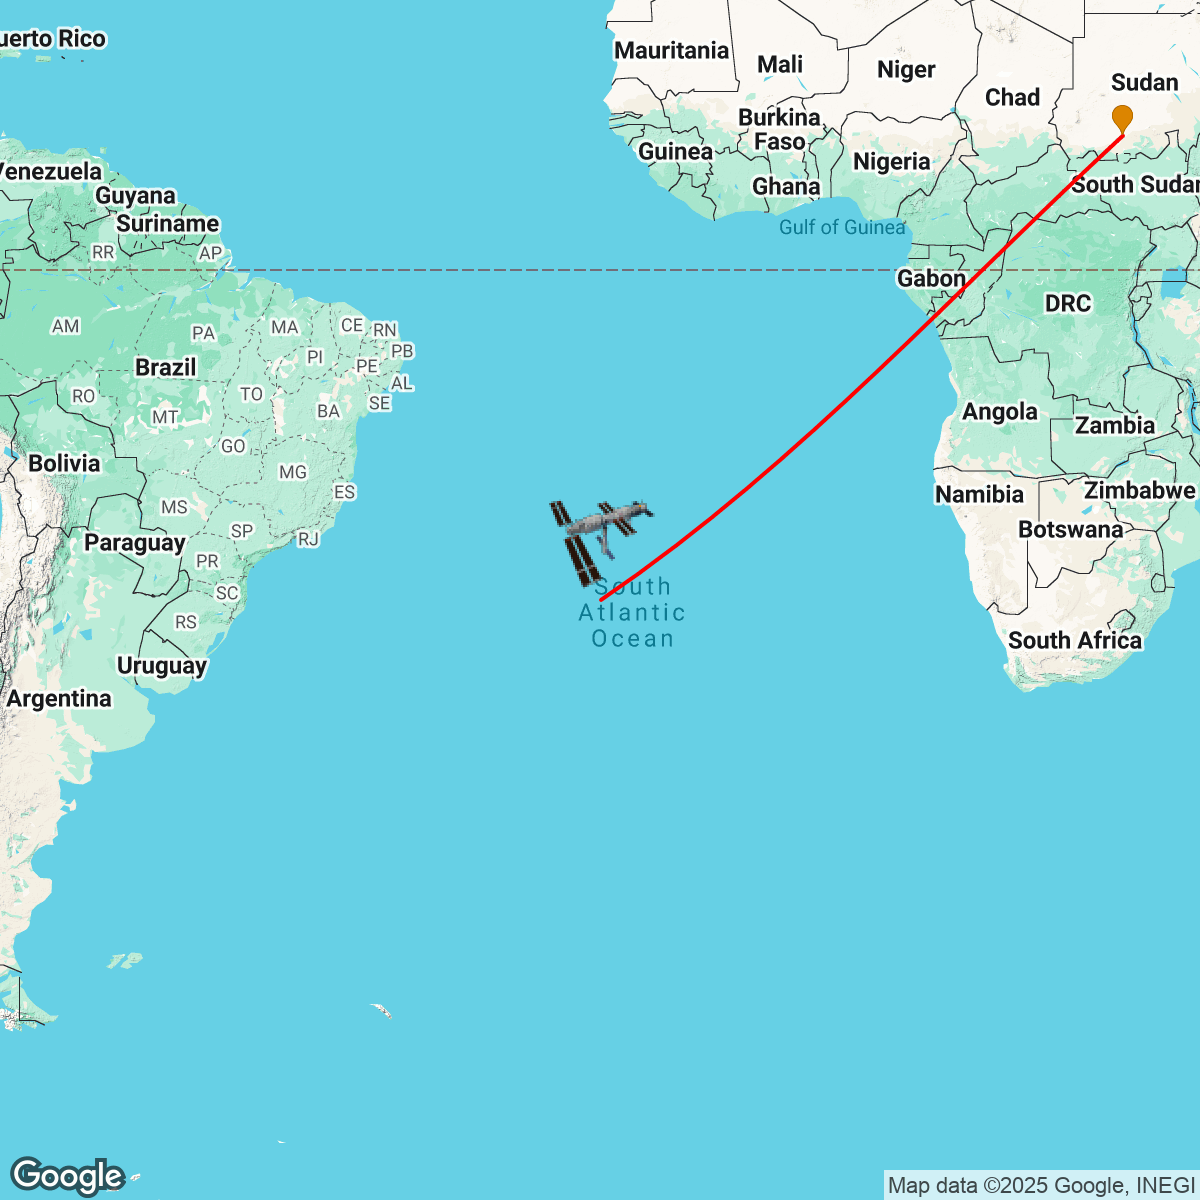 uerto Rico
Mauritania
Mali
Niger
Chad
Sudan
Burkina
Faso
Guinea
Nigeria
Ghana
South Sudan
Venezuela
Guyana
Suriname
Gulf of Guinea
RR
AP
Gabon
DRC
AM
PA
MA
CE
RN
PI
PB
PE
AL
Brazil
RO
TO
SE
MT
BA
Angola
Zambia
GO
Bolivia
MG
ES
Namibia
Zimbabwe
MS
SP
RJ
Botswana
Paraguay
PR
SC
RS
South
Atlantic
Ocean
South Africa
Uruguay
Argentina
Google
Map data ©2025 Google, INEGI